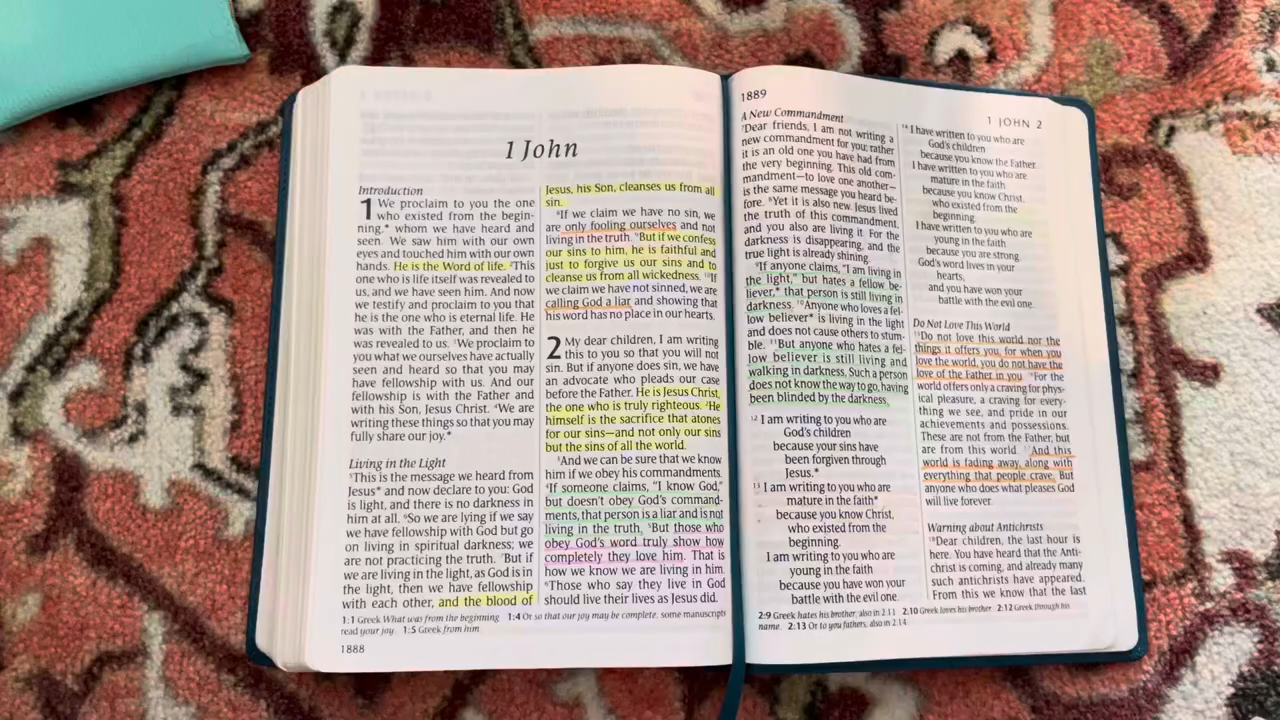 1 John
Introduction
1 We proclaim to you the one
who existed from the begin-
ning,* whom we have heard and
seen. We saw him with our own
eyes and touched him with our own
hands. He is the Word of life. ²This
one who is life itself was revealed to
us, and we have seen him. And now
we testify and proclaim to you that
he is the one who is eternal life. He
was with the Father, and then he
was revealed to us. ³We proclaim to
you what we ourselves have actually
seen and heard so that you may
have fellowship with us. And our
fellowship is with the Father and
with his Son, Jesus Christ. ⁴We are
writing these things so that you may
fully share our joy.*
Living in the Light
⁵This is the message we heard from
Jesus* and now declare to you: God
is light, and there is no darkness in
him at all. ⁶So we are lying if we say
we have fellowship with God but go
on living in spiritual darkness; we
are not practicing the truth. ⁷But if
we are living in the light, as God is in
the light, then we have fellowship
with each other, and the blood of
Jesus, his Son, cleanses us from all
sin.
⁸If we claim we have no sin, we
are only fooling ourselves and not
living in the truth. ⁹But if we confess
our sins to him, he is faithful and
just to forgive us our sins and to
cleanse us from all wickedness. ¹⁰If
we claim we have not sinned, we are
calling God a liar and showing that
his word has no place in our hearts.
2 My dear children, I am writing
this to you so that you will not
sin. But if anyone does sin, we have
an advocate who pleads our case
before the Father. He is Jesus Christ,
the one who is truly righteous. ²He
himself is the sacrifice that atones
for our sins—and not only our sins
but the sins of all the world.
³And we can be sure that we know
him if we obey his commandments.
⁴If someone claims, "I know God,"
but doesn't obey God's command-
ments, that person is a liar and is not
living in the truth. ⁵But those who
obey God's word truly show how
completely they love him. That is
how we know we are living in him.
⁶Those who say they live in God
should live their lives as Jesus did.
1:1 Greek What was from the beginning 1:4 Or so that our joy may be complete; some manuscripts
read your joy 1:5 Greek from him
1888
1889
1 JOHN 2
A New Commandment
⁷Dear friends, I am not writing a
new commandment for you; rather
it is an old one you have had from
the very beginning. This old com-
mandment—to love one another—
is the same message you heard be-
fore. ⁸Yet it is also new. Jesus lived
the truth of this commandment,
and you also are living it. For the
darkness is disappearing, and the
true light is already shining.
⁹If anyone claims, "I am living in
the light," but hates a fellow be-
liever,* that person is still living in
darkness. ¹⁰Anyone who loves a fel-
low believer* is living in the light
and does not cause others to stum-
ble. ¹¹But anyone who hates a fel-
low believer is still living and
walking in darkness. Such a person
does not know the way to go, having
been blinded by the darkness.
¹² I am writing to you who are
God's children
because your sins have
been forgiven through
Jesus.*
¹³ I am writing to you who are
mature in the faith*
because you know Christ,
who existed from the
beginning.
I am writing to you who are
young in the faith
because you have won your
battle with the evil one.
¹⁴ I have written to you who are
God's children
because you know the Father.
I have written to you who are
mature in the faith
because you know Christ,
who existed from the
beginning.
I have written to you who are
young in the faith
because you are strong.
God's word lives in your
hearts,
and you have won your
battle with the evil one.
Do Not Love This World
¹⁵Do not love this world nor the
things it offers you, for when you
love the world, you do not have the
love of the Father in you. ¹⁶For the
world offers only a craving for phys-
ical pleasure, a craving for every-
thing we see, and pride in our
achievements and possessions.
These are not from the Father, but
are from this world. ¹⁷And this
world is fading away, along with
everything that people crave. But
anyone who does what pleases God
will live forever.
Warning about Antichrists
¹⁸Dear children, the last hour is
here. You have heard that the Anti-
christ is coming, and already many
such antichrists have appeared.
From this we know that the last
2:9 Greek hates his brother; also in 2:11 2:10 Greek loves his brother 2:12 Greek through his
name. 2:13 Or to you fathers; also in 2:14